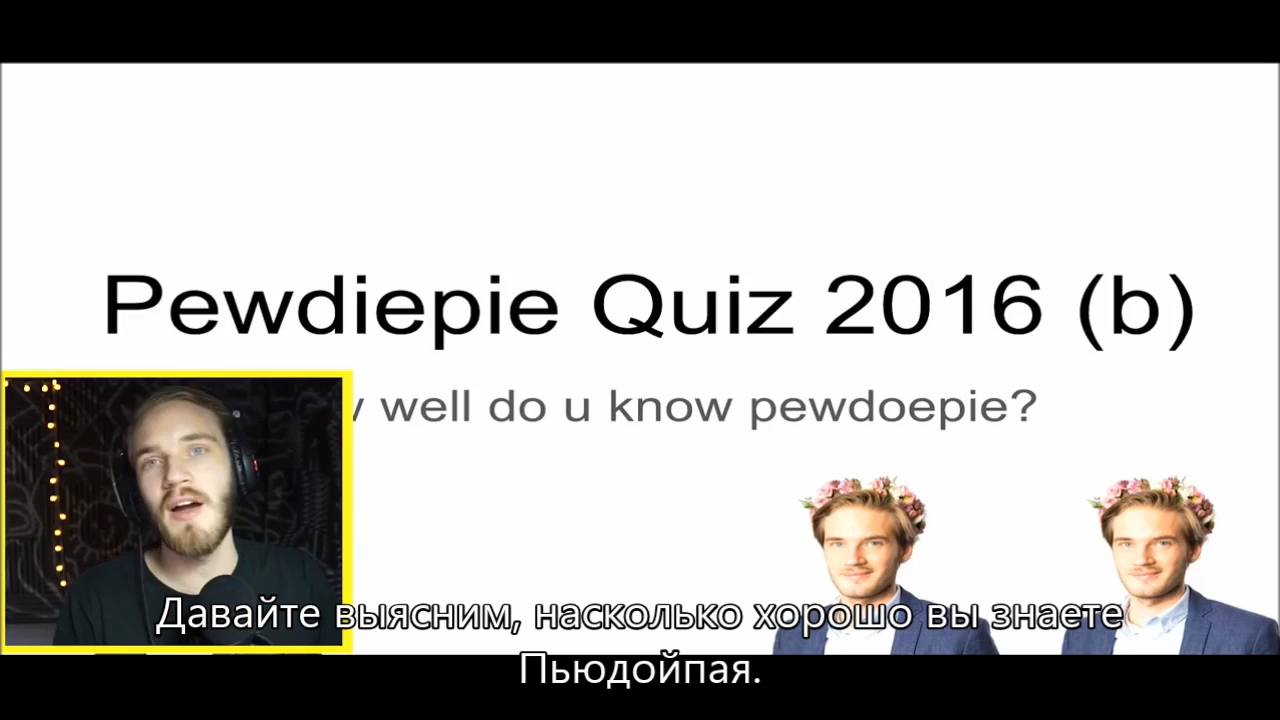 Pewdiepie Quiz 2016 (b)
well do u know pewdoepie?
Давайте выясним, насколько хорошо вы знаете
Пьюдойпая.